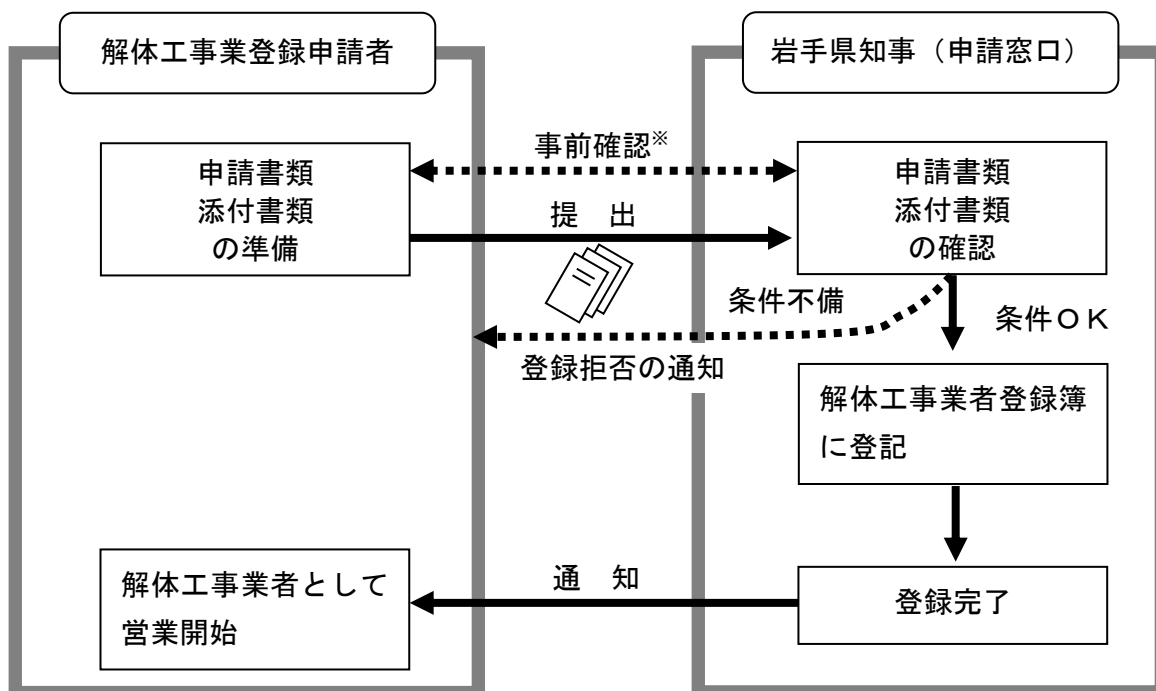 解体工事業登録申請者
岩手県知事（申請窓口）
事前確認※
申請書類
添付書類
の準備
申請書類
添付書類
の確認
提 出
条件不備
条件ＯＫ
登録拒否の通知
解体工事業者登録簿
に登記
解体工事業者として
営業開始
通 知
登録完了